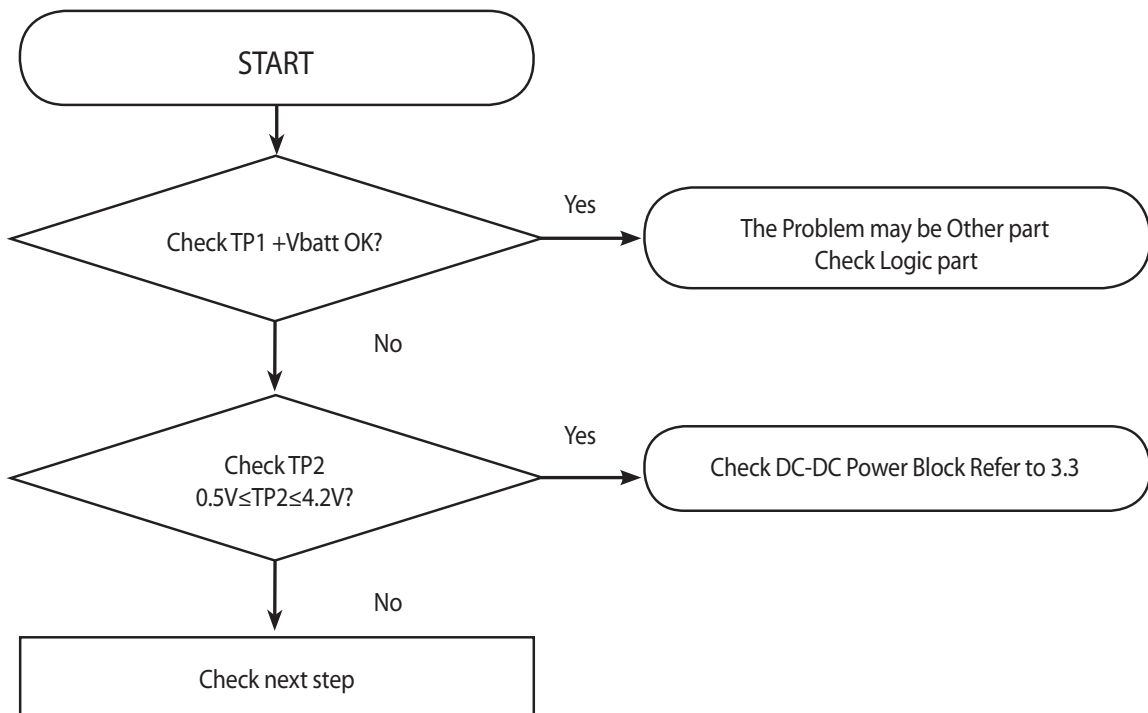 START
Check TP1 +Vbatt OK?
Yes
The Problem may be Other part
Check Logic part
No
Check TP2
0.5V≤TP2≤4.2V?
Yes
Check DC-DC Power Block Refer to 3.3
No
Check next step